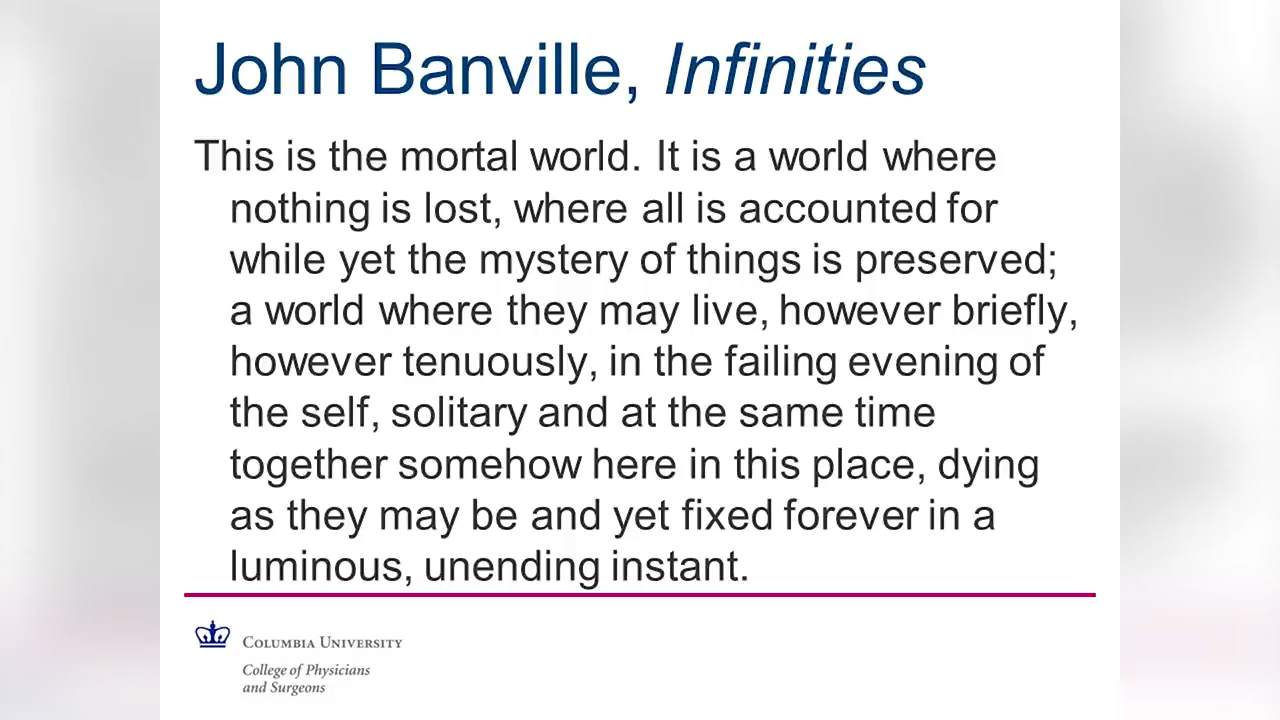 John Banville, Infinities
This is the mortal world. It is a world where
nothing is lost, where all is accounted for
while yet the mystery of things is preserved;
a world where they may live, however briefly,
however tenuously, in the failing evening of
the self, solitary and at the same time
together somehow here in this place, dying
as they may be and yet fixed forever in a
luminous, unending instant.
COLUMBIA UNIVERSITY
College of Physicians
and Surgeons